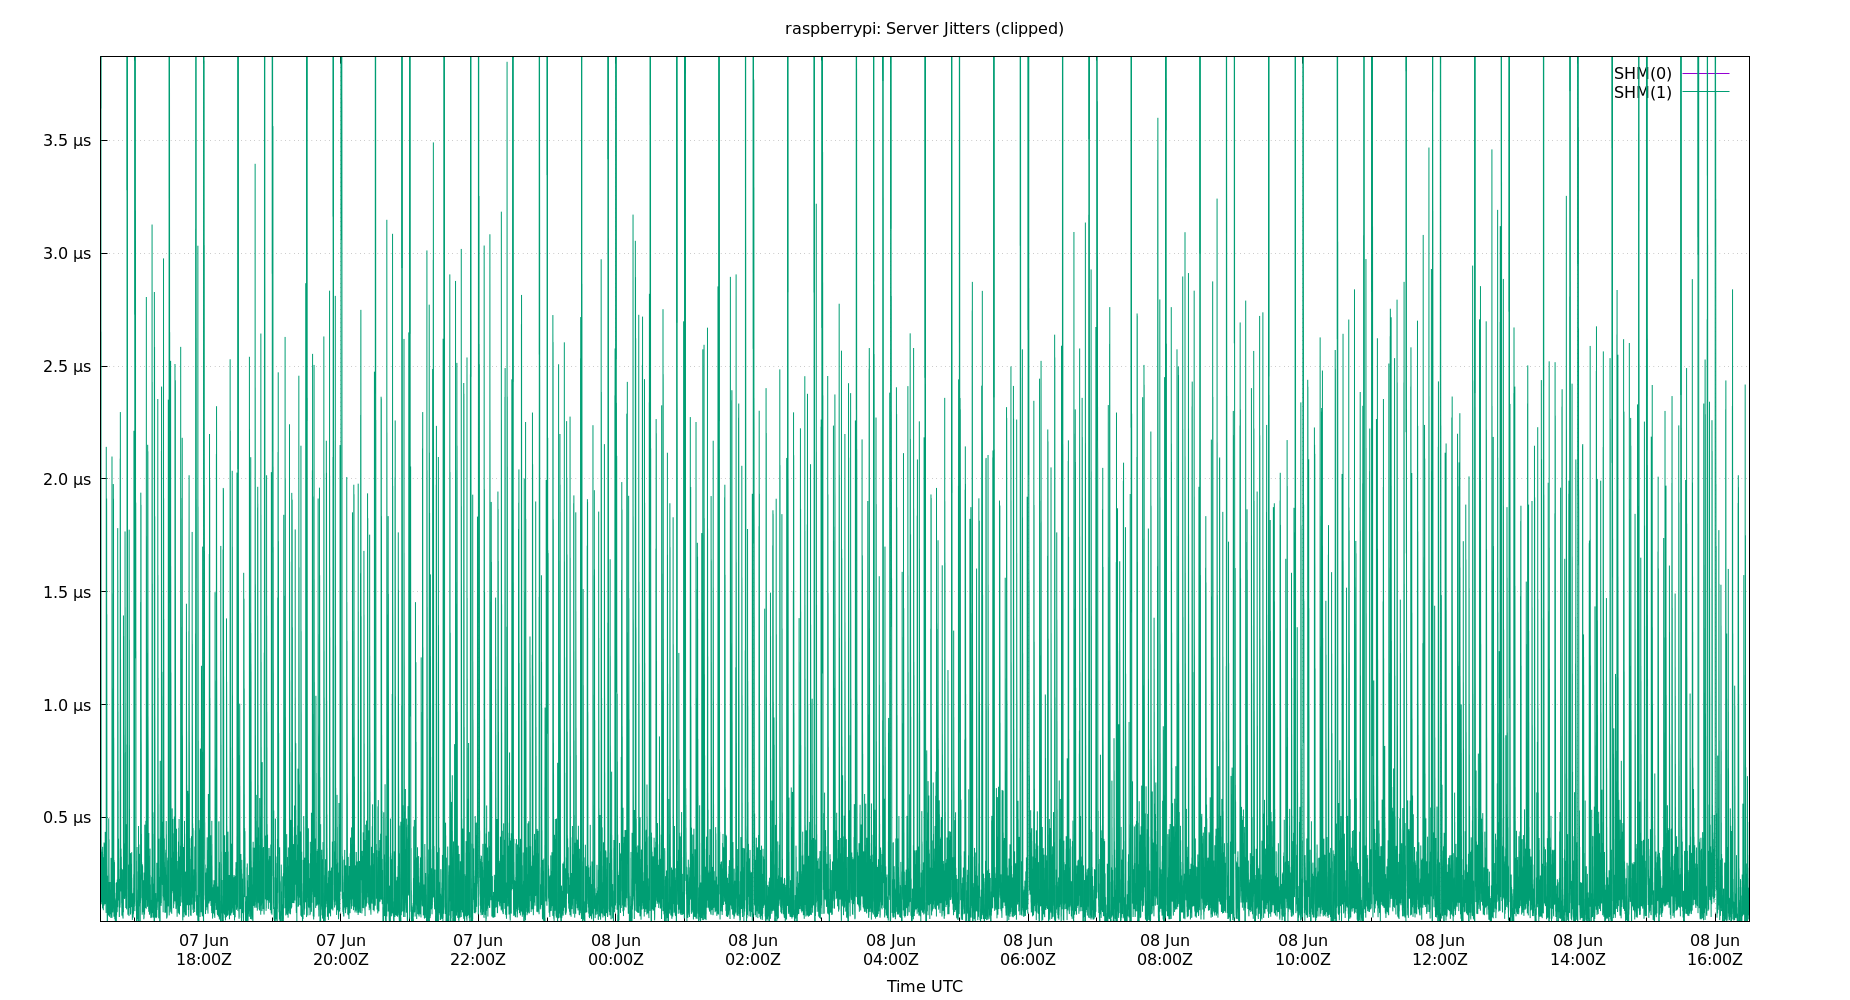 raspberrypi: Server Jitters (clipped)
SHM(0)
SHM(1)
3.5 µs
3.0 µs
2.5 µs
2.0 µs
1.5 µs
1.0 µs
0.5 µs
07 Jun 07 Jun 07 Jun 08 Jun 08 Jun 08 Jun 08 Jun 08 Jun 08 Jun 08 Jun 08 Jun 08 Jun
18:00Z 20:00Z 22:00Z 00:00Z 02:00Z 04:00Z 06:00Z 08:00Z 10:00Z 12:00Z 14:00Z 16:00Z
Time UTC